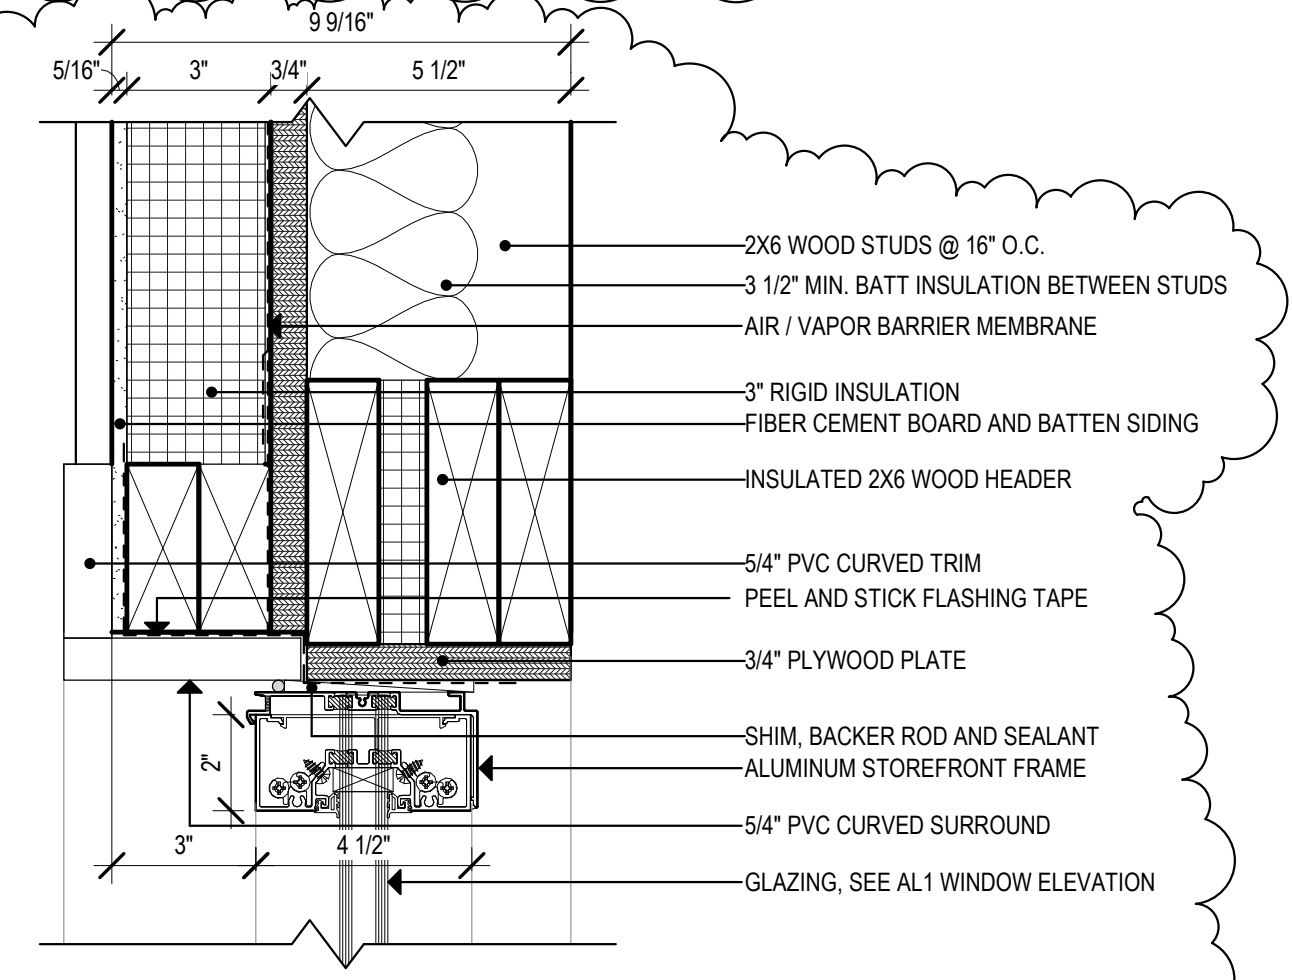 9 9/16"
5/16" 3" 3/4" 5 1/2"
2X6 WOOD STUDS @ 16" O.C.
3 1/2" MIN. BATT INSULATION BETWEEN STUDS
AIR / VAPOR BARRIER MEMBRANE
3" RIGID INSULATION
FIBER CEMENT BOARD AND BATTEN SIDING
INSULATED 2X6 WOOD HEADER
5/4" PVC CURVED TRIM
PEEL AND STICK FLASHING TAPE
3/4" PLYWOOD PLATE
SHIM, BACKER ROD AND SEALANT
2"
ALUMINUM STOREFRONT FRAME
5/4" PVC CURVED SURROUND
3" 4 1/2"
GLAZING, SEE AL1 WINDOW ELEVATION